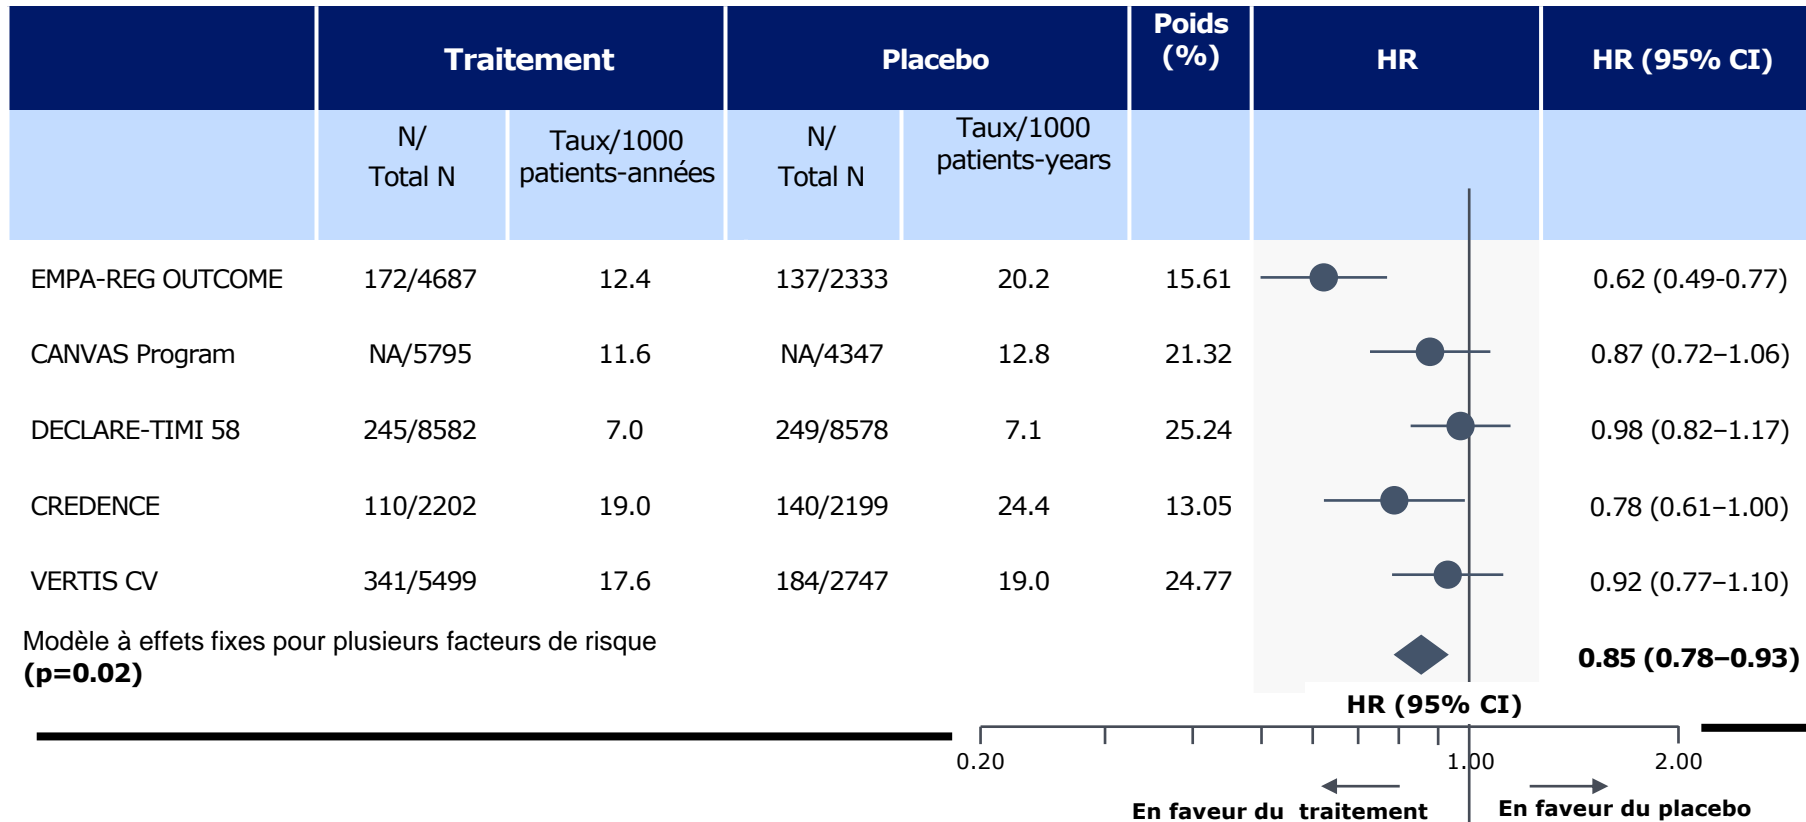 Traitement Placebo Poids (%) HR HR (95% CI)
N/ Total N Taux/1000 patients-années N/ Total N Taux/1000 patients-years
EMPA-REG OUTCOME 172/4687 12.4 137/2333 20.2 15.61 0.62 (0.49-0.77)
CANVAS Program NA/5795 11.6 NA/4347 12.8 21.32 0.87 (0.72–1.06)
DECLARE-TIMI 58 245/8582 7.0 249/8578 7.1 25.24 0.98 (0.82–1.17)
CREDENCE 110/2202 19.0 140/2199 24.4 13.05 0.78 (0.61–1.00)
VERTIS CV 341/5499 17.6 184/2747 19.0 24.77 0.92 (0.77–1.10)
Modèle à effets fixes pour plusieurs facteurs de risque
(p=0.02) 0.85 (0.78–0.93)
HR (95% CI)
0.20 1.00 2.00
En faveur du traitement En faveur du placebo